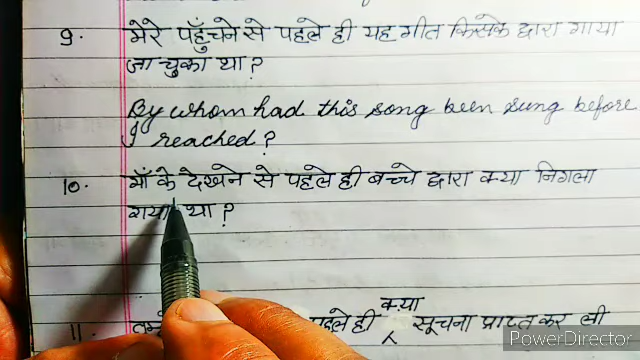 9. मेरे पहुँचने से पहले ही यह गीत किसके द्वारा गाया
जा चुका था ?
By whom had this song been sung before
I reached ?
10. माँ के देखने से पहले ही बच्चे द्वारा क्या निगला
गया था ?
क्या
11. पहले ही सूचना प्राप्त कर ली
PowerDirector